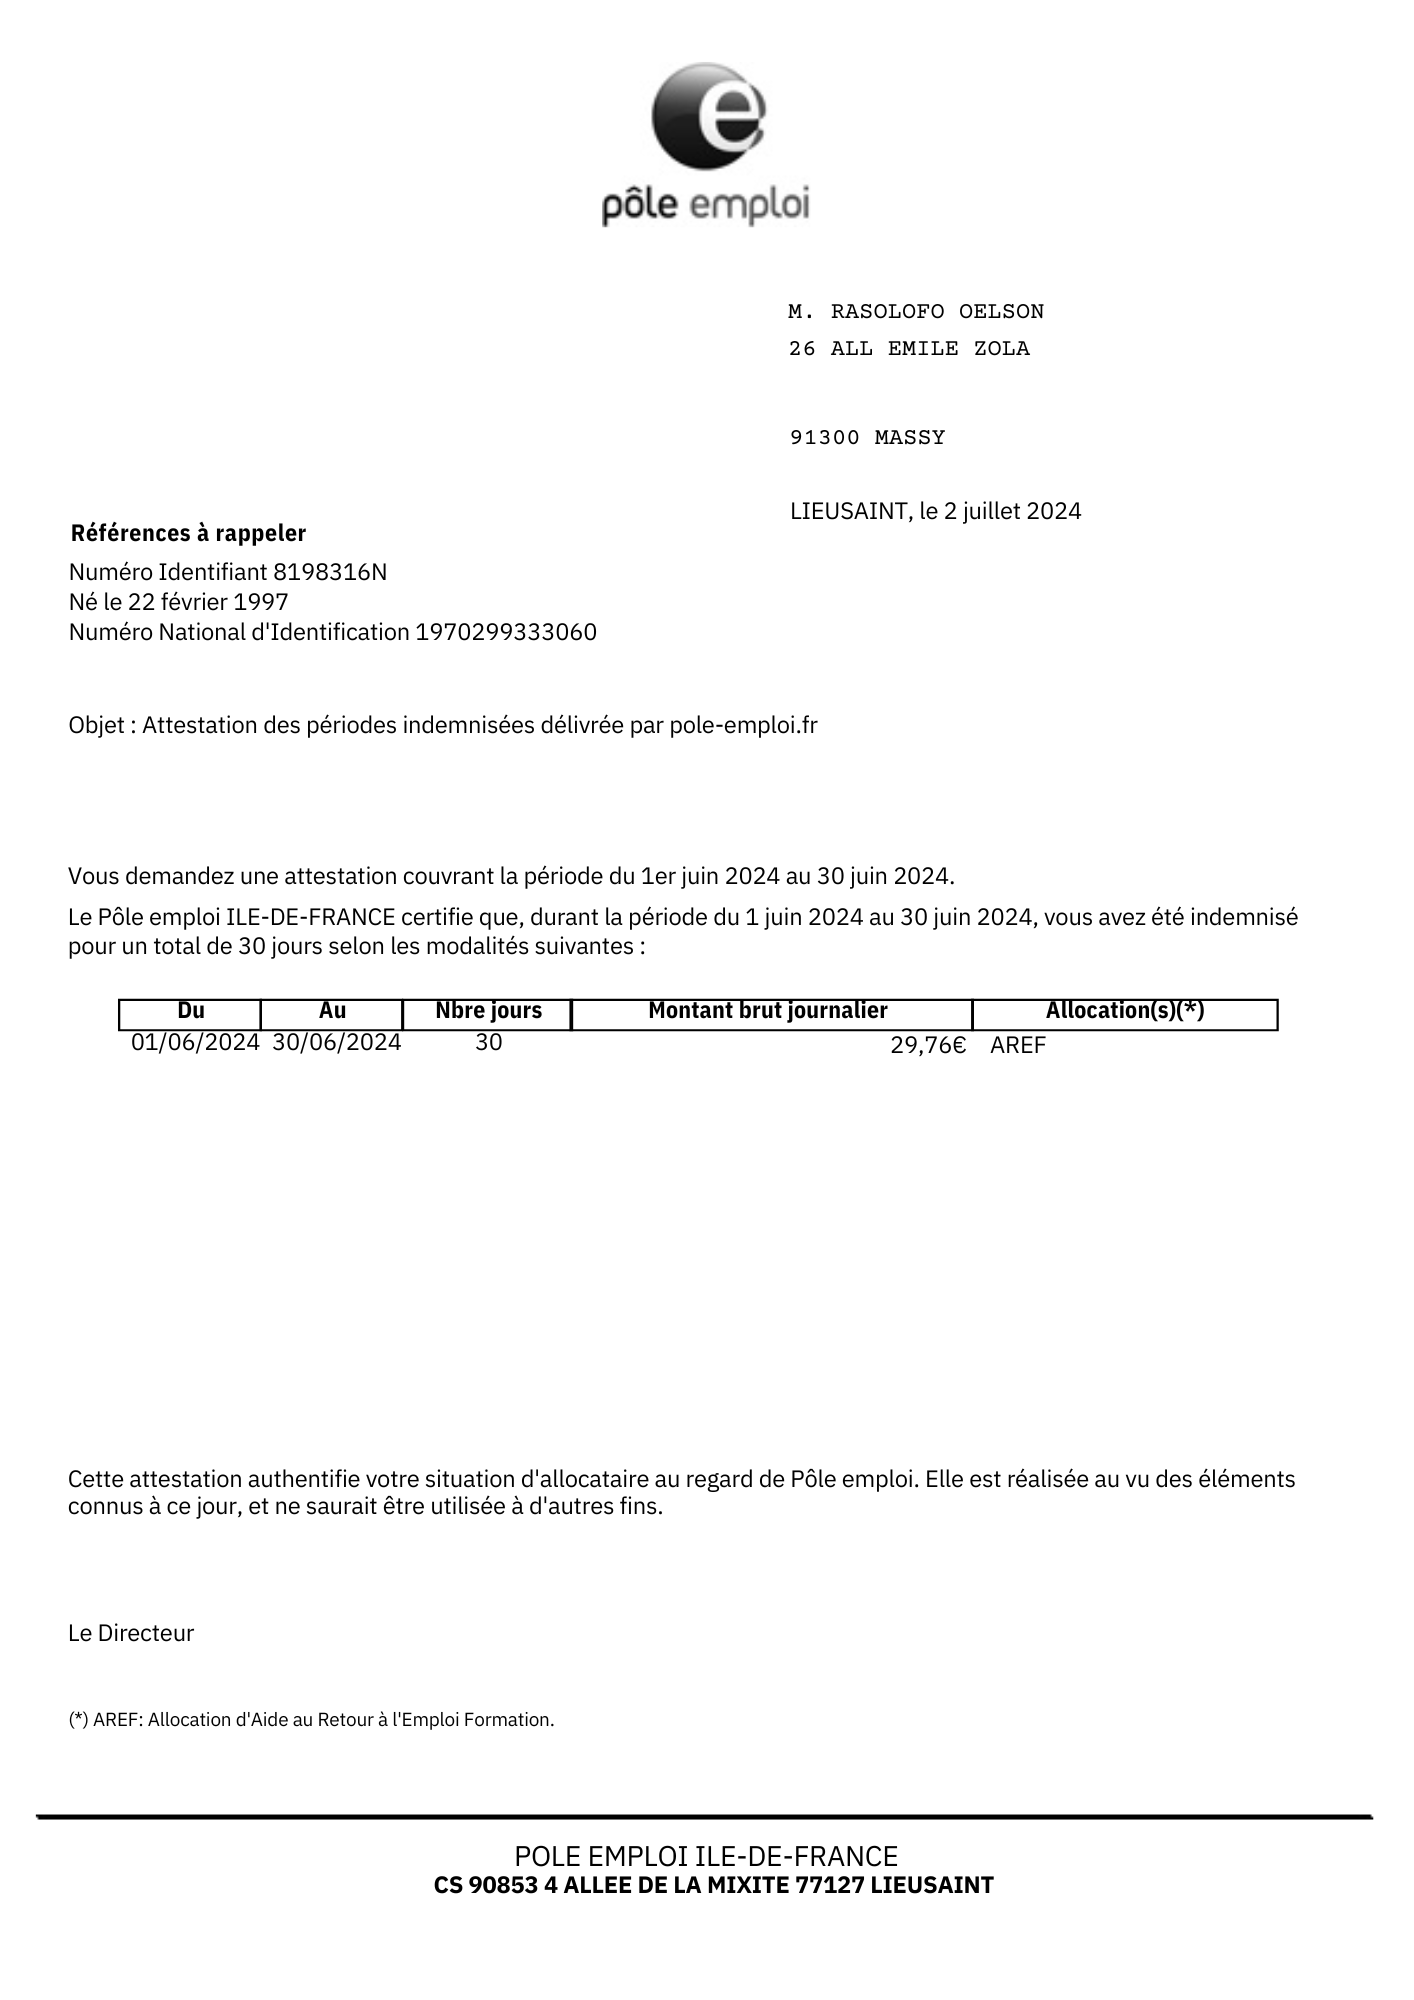 pôle emploi
M. RASOLOFO OELSON
26 ALL EMILE ZOLA
91300 MASSY
LIEUSAINT, le 2 juillet 2024
Références à rappeler
Numéro Identifiant 8198316N
Né le 22 février 1997
Numéro National d'Identification 1970299333060
Objet : Attestation des périodes indemnisées délivrée par pole-emploi.fr
Vous demandez une attestation couvrant la période du 1er juin 2024 au 30 juin 2024.
Le Pôle emploi ILE-DE-FRANCE certifie que, durant la période du 1 juin 2024 au 30 juin 2024, vous avez été indemnisé
pour un total de 30 jours selon les modalités suivantes :
Du Au Nbre jours Montant brut journalier Allocation(s)(*)
01/06/2024 30/06/2024 30 29,76€ AREF
Cette attestation authentifie votre situation d'allocataire au regard de Pôle emploi. Elle est réalisée au vu des éléments
connus à ce jour, et ne saurait être utilisée à d'autres fins.
Le Directeur
(*) AREF: Allocation d'Aide au Retour à l'Emploi Formation.
POLE EMPLOI ILE-DE-FRANCE
CS 90853 4 ALLEE DE LA MIXITE 77127 LIEUSAINT